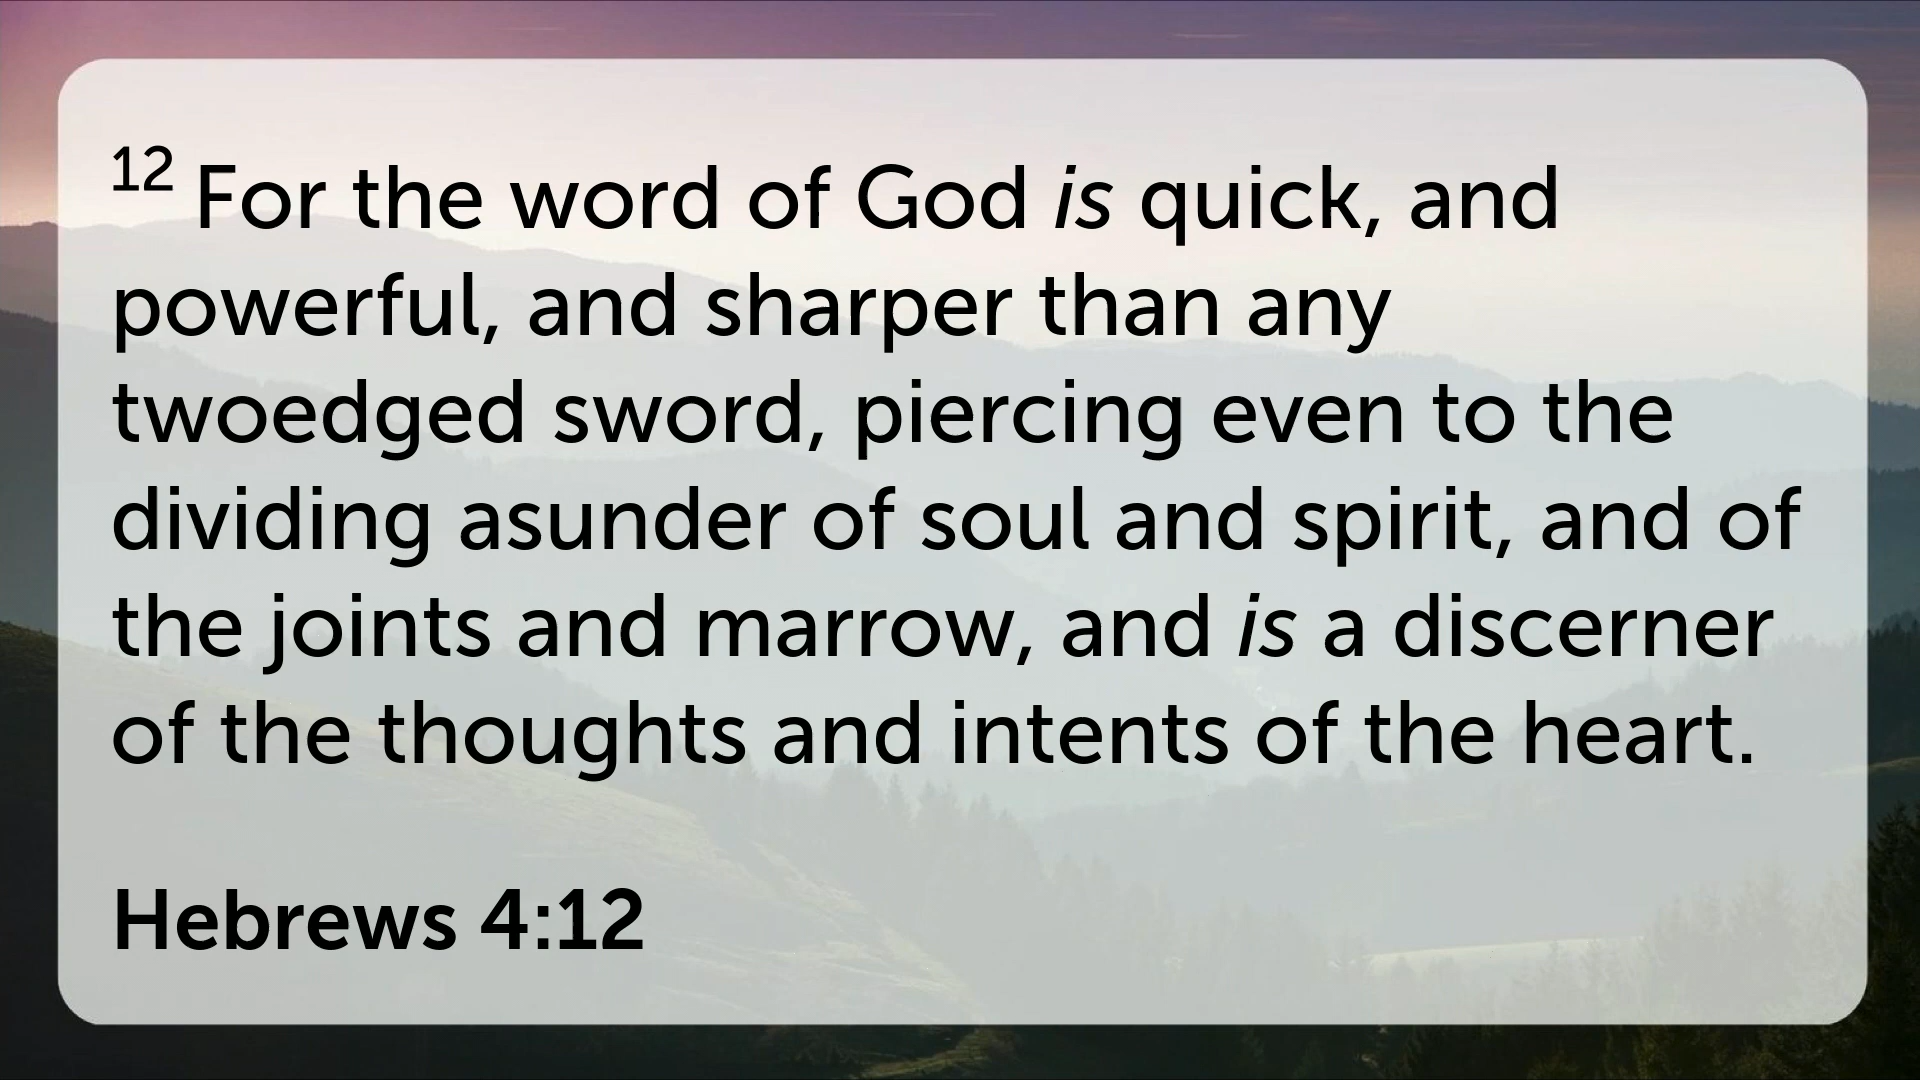 12 For the word of God is quick, and
powerful, and sharper than any
twoedged sword, piercing even to the
dividing asunder of soul and spirit, and of
the joints and marrow, and is a discerner
of the thoughts and intents of the heart.
Hebrews 4:12